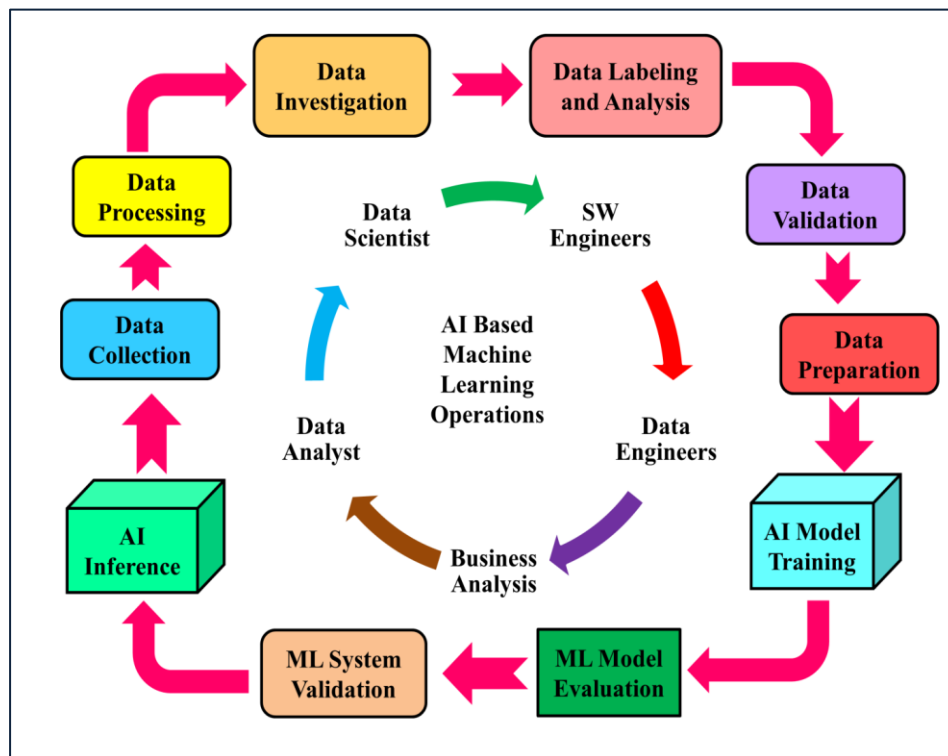 Data
Investigation
Data Labeling
and Analysis
Data
Processing
Data
Validation
Data
Scientist
SW
Engineers
Data
Collection
AI Based
Machine
Learning
Operations
Data
Preparation
Data
Analyst
Data
Engineers
AI
Inference
AI Model
Training
Business
Analysis
ML System
Validation
ML Model
Evaluation